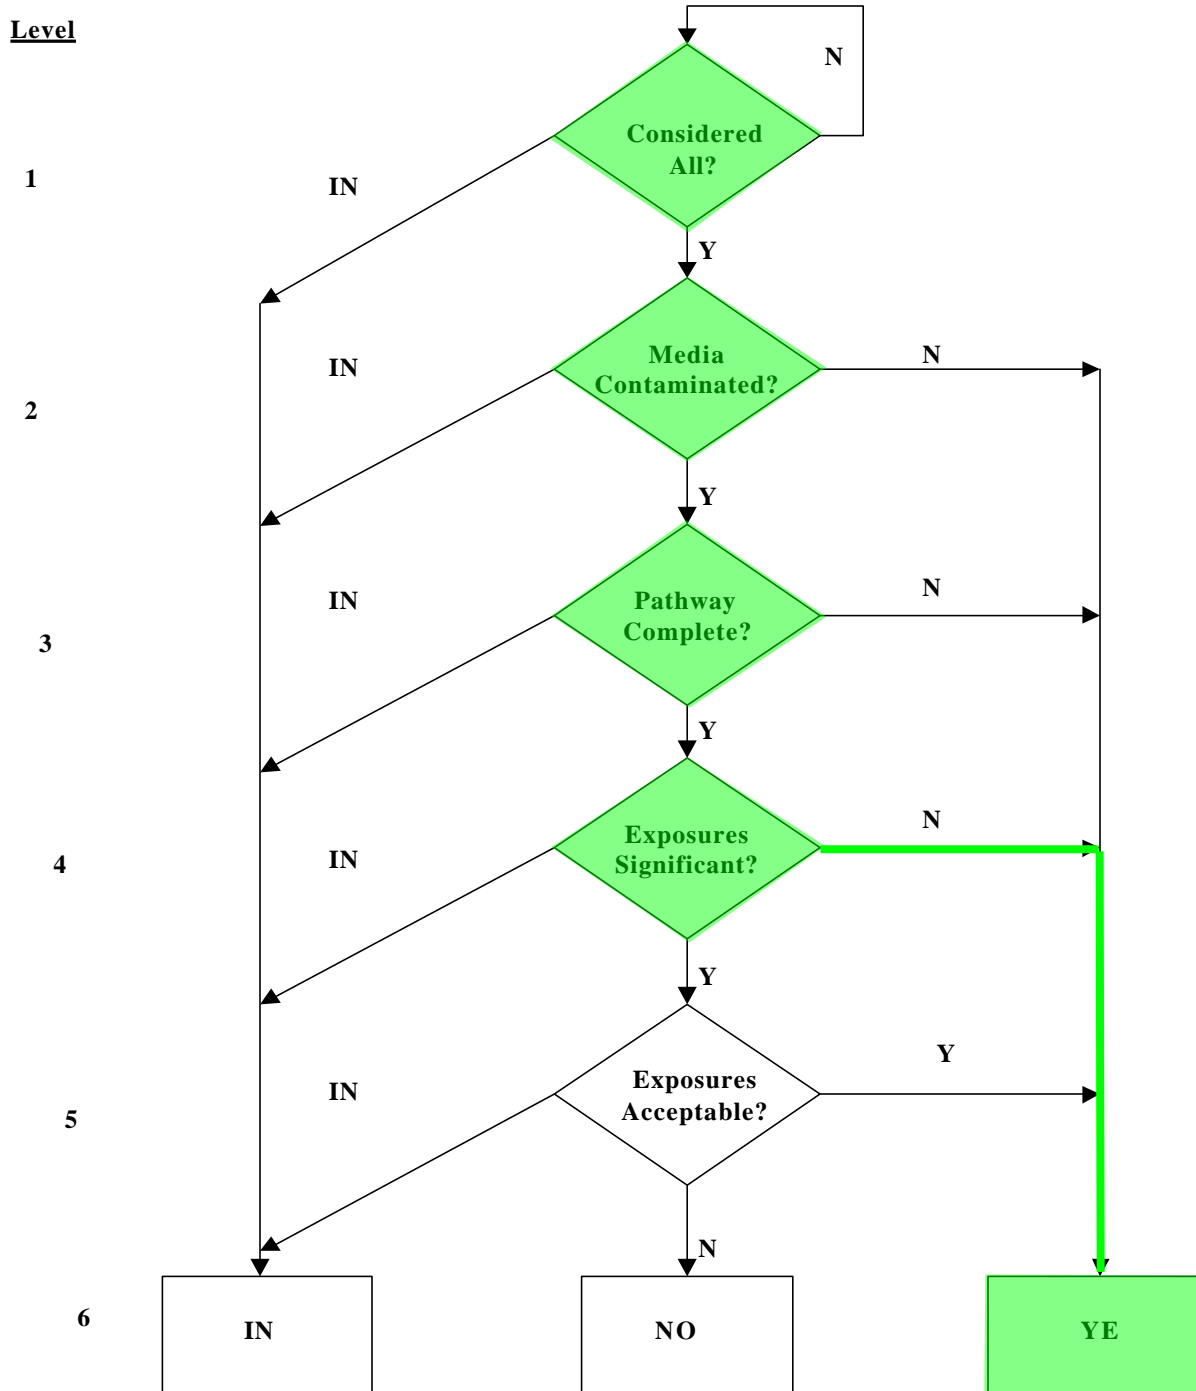 Level
N
Considered
All?
1
IN
Y
Media
Contaminated?
IN
N
2
Y
Pathway
Complete?
IN
N
3
Y
Exposures
Significant?
N
4
IN
Y
Exposures
Acceptable?
Y
IN
5
N
6
IN
NO
YE